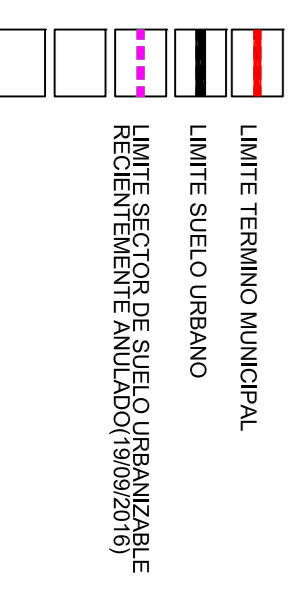 LIMITE TERMINO MUNICIPAL
LIMITE SUELO URBANO
LIMITE SECTOR DE SUELO URBANIZABLE
RECIENTEMENTE ANULADO(19/09/2016)